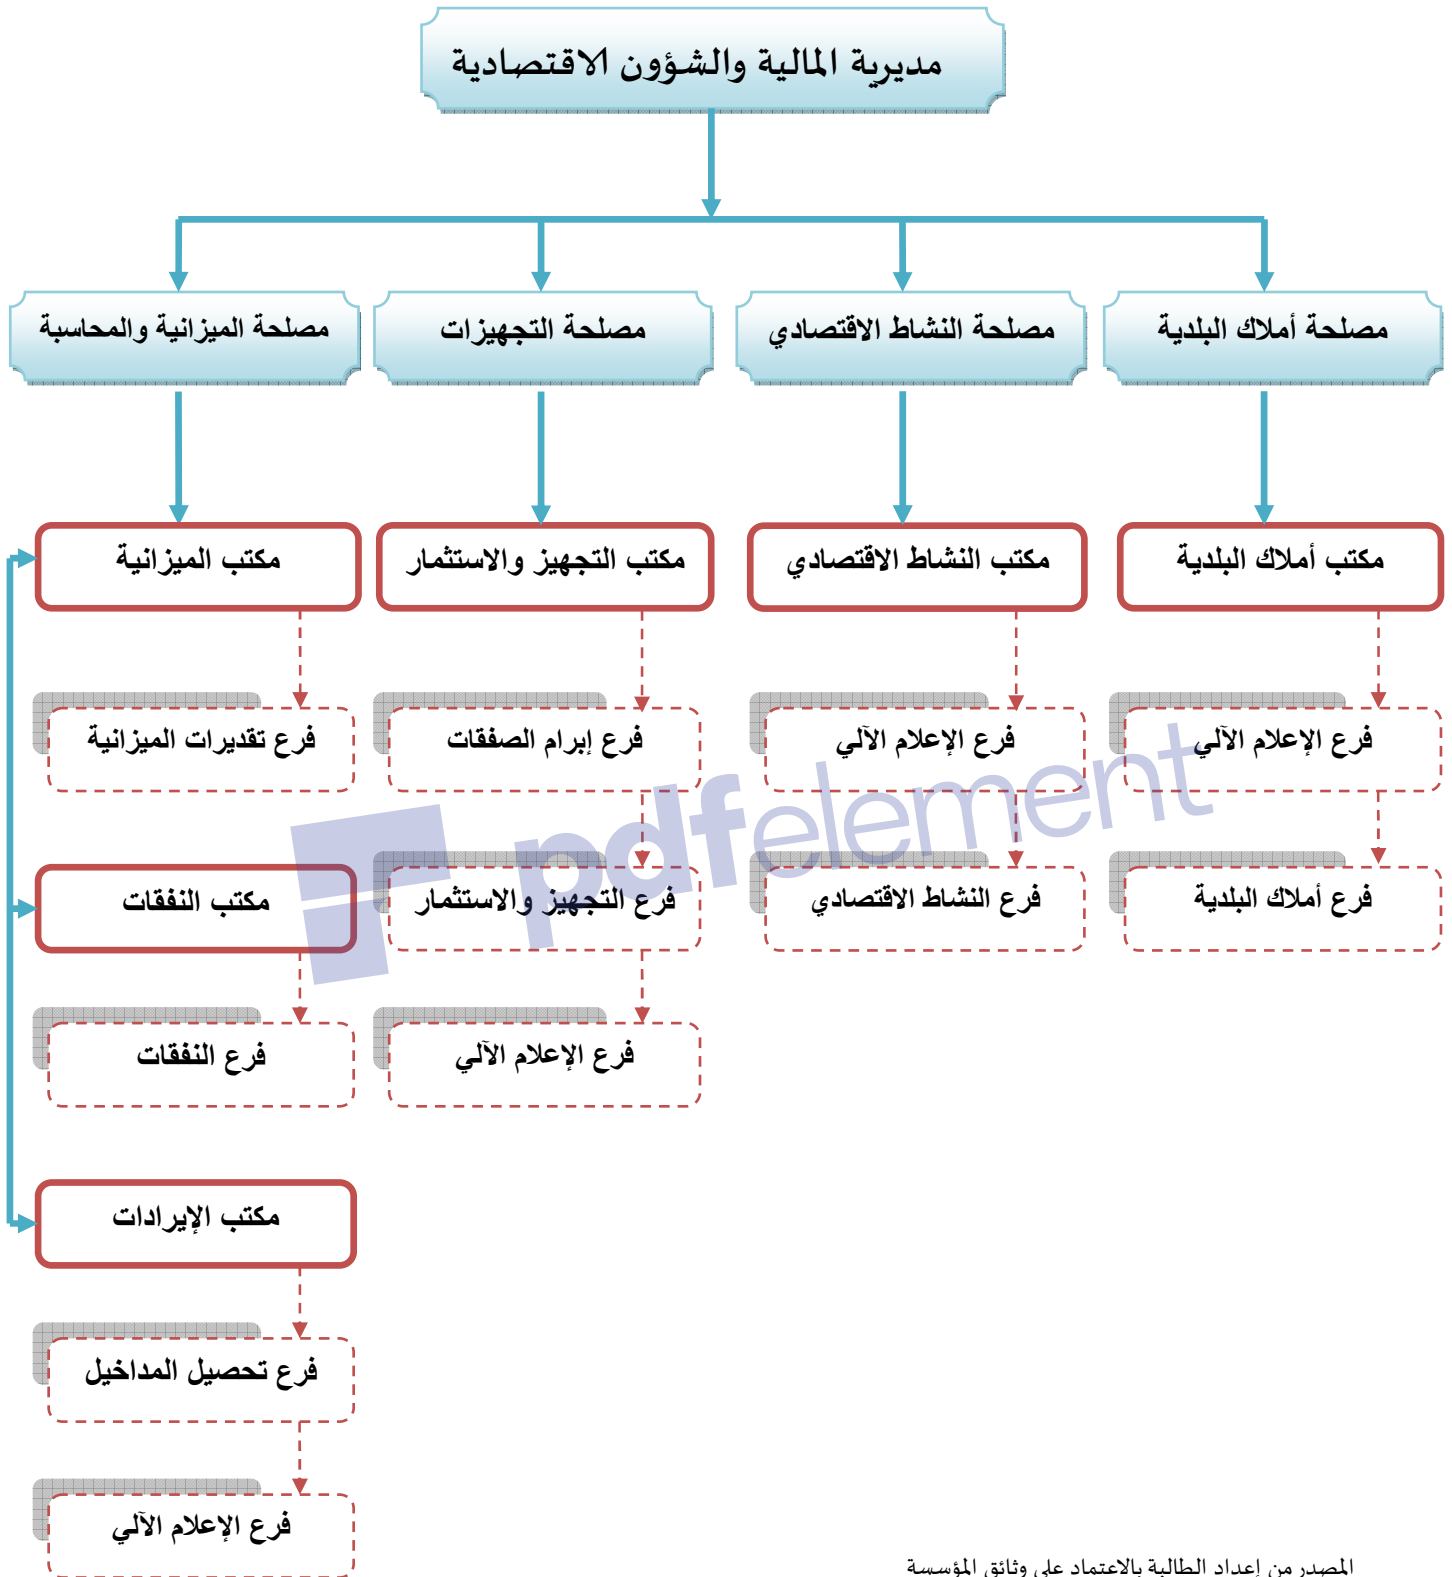 مديرية المالية والشؤون الاقتصادية
مصلحة أملاك البلدية
مصلحة النشاط الاقتصادي
مصلحة التجهيزات
مصلحة الميزانية والمحاسبة
مكتب أملاك البلدية
مكتب النشاط الاقتصادي
مكتب التجهيز والاستثمار
مكتب الميزانية
فرع الإعلام الآلي
فرع الإعلام الآلي
فرع إبرام الصفقات
فرع تقديرات الميزانية
pdfelement
فرع أملاك البلدية
فرع النشاط الاقتصادي
فرع التجهيز والاستثمار
مكتب النفقات
فرع الإعلام الآلي
فرع النفقات
مكتب الإيرادات
فرع تحصيل المداخيل
فرع الإعلام الآلي
المصدر من إعداد الطالبة بالاعتماد على وثائق المؤسسة